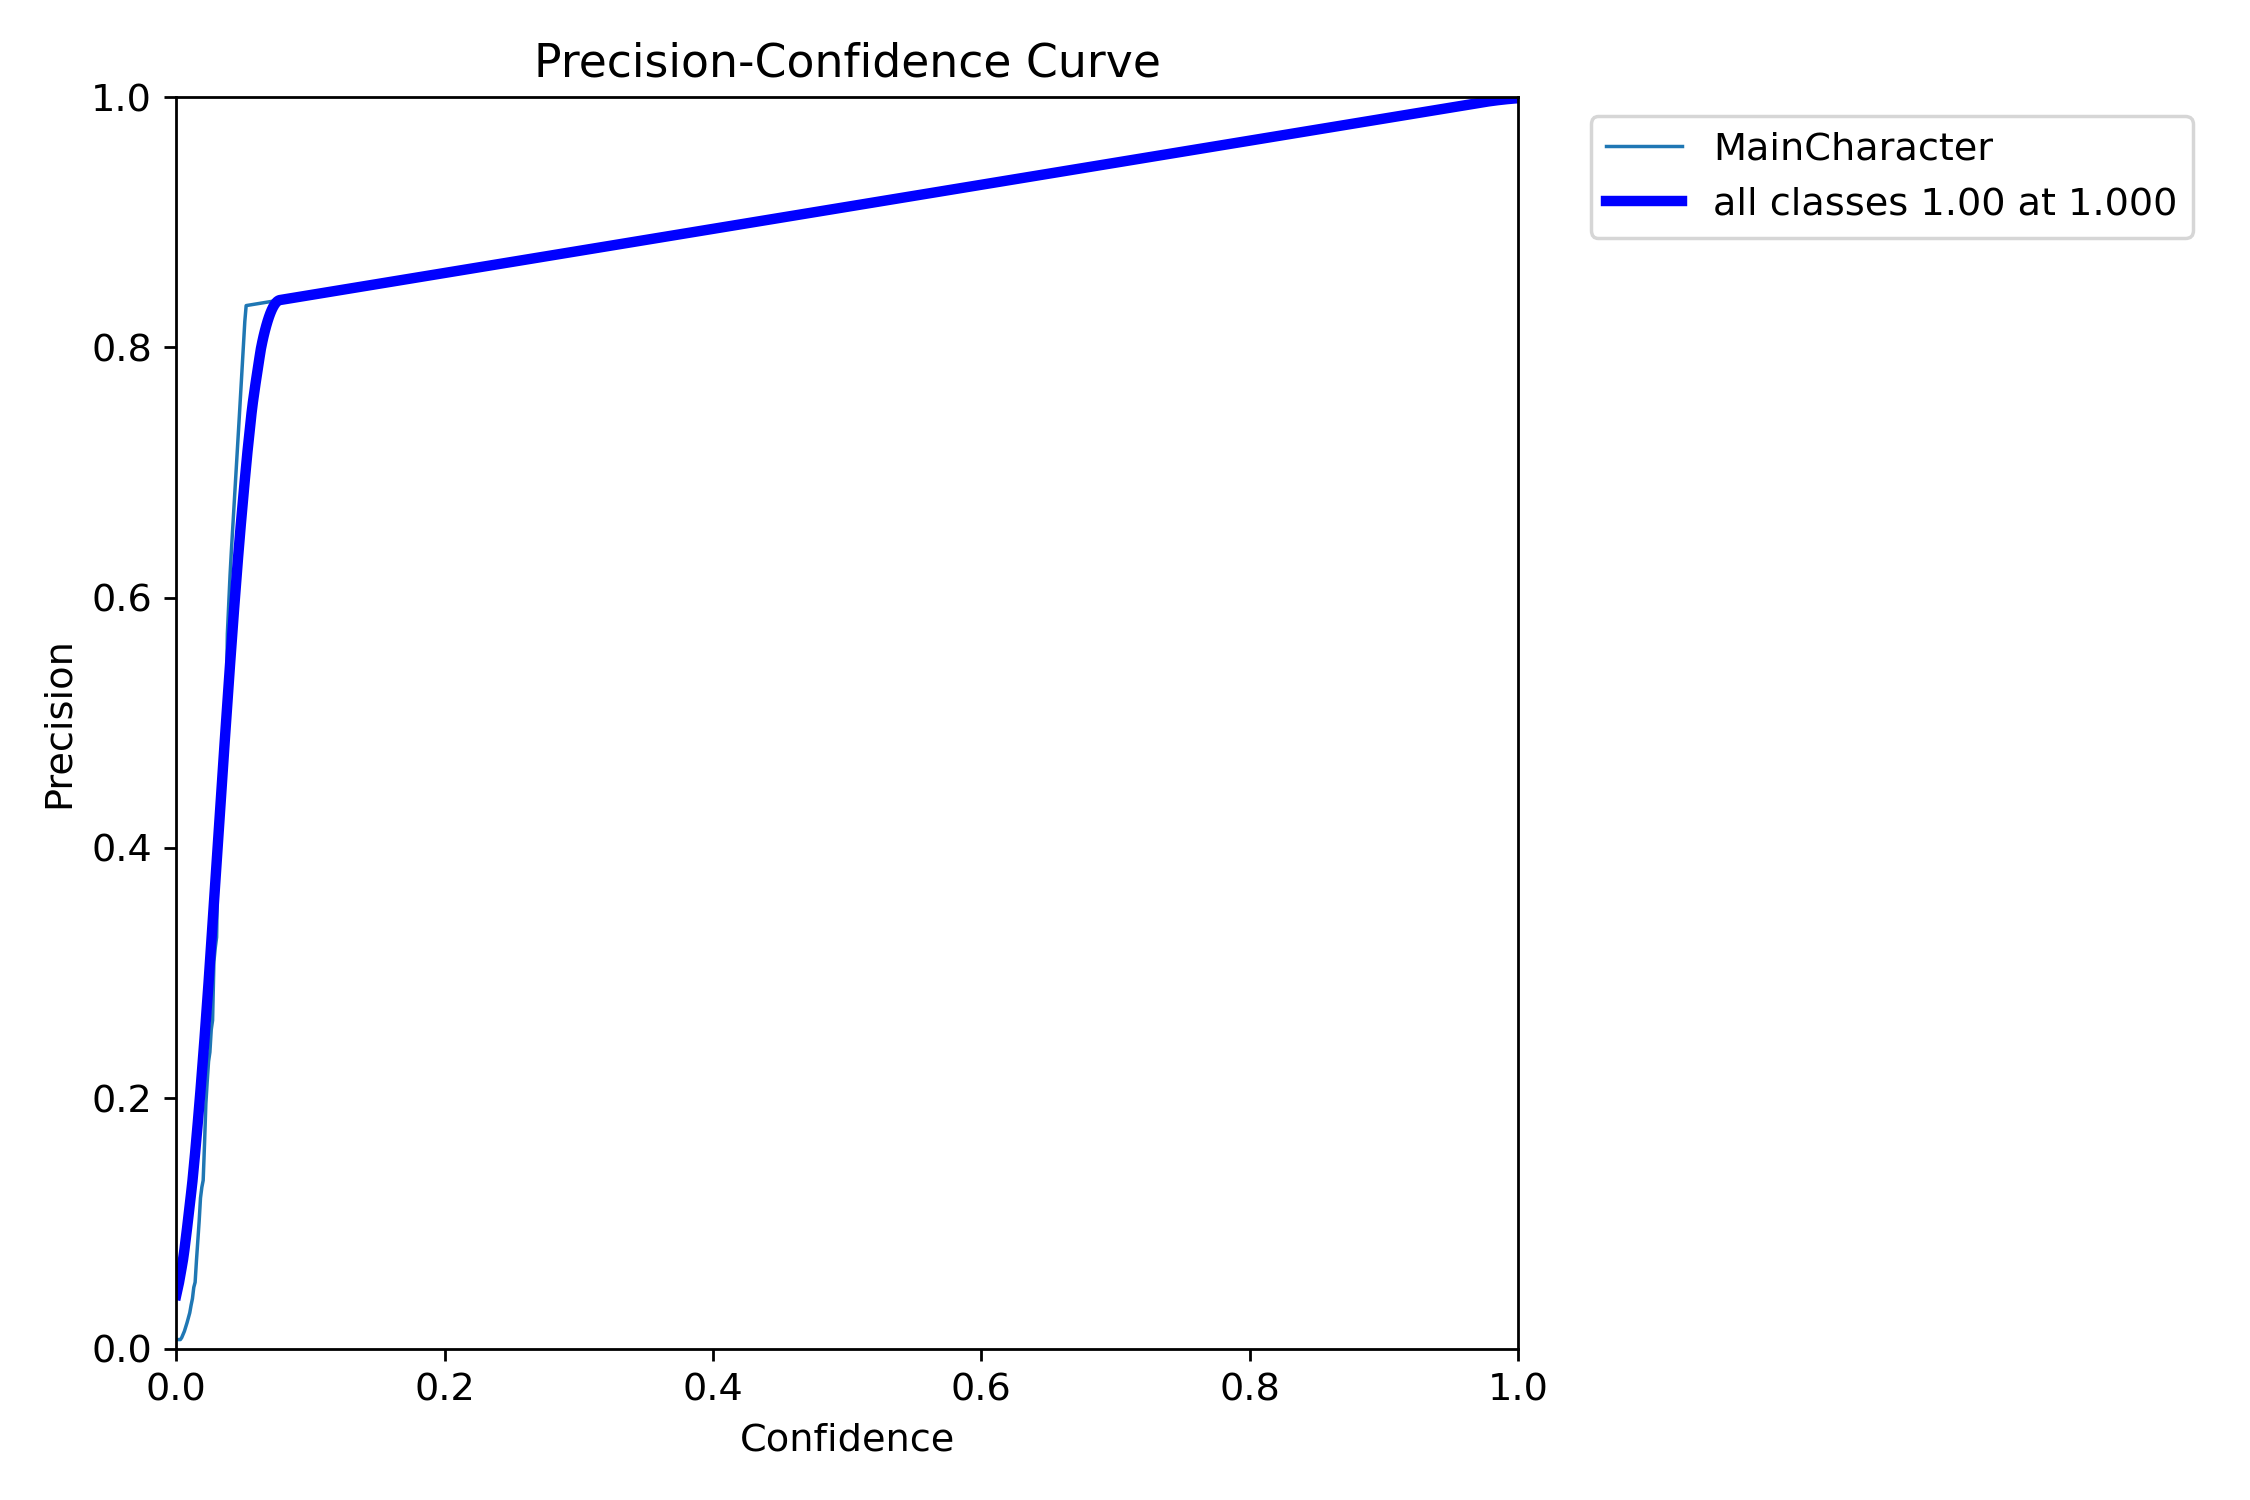 Precision-Confidence Curve
1.0
0.8
0.6
0.4
0.2
0.0
Precision
0.0 0.2 0.4 0.6 0.8 1.0
Confidence
MainCharacter
all classes 1.00 at 1.000